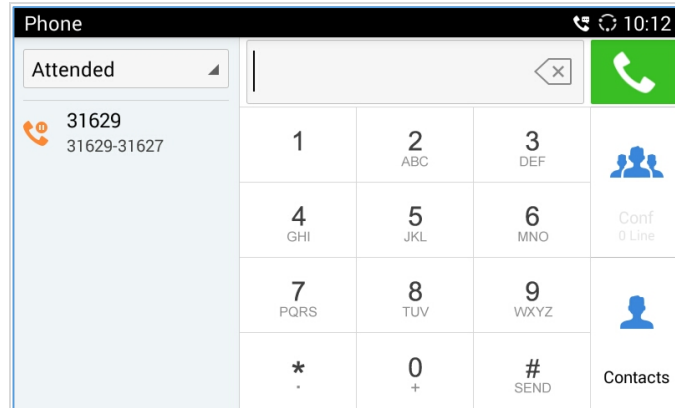 Phone 10:12
Attended
31629
31629-31627
1 2 3
ABC DEF
4 5 6
GHI JKL MNO
Conf
0 Line
7 8 9
PQRS TUV WXYZ
* 0 #
. + SEND
Contacts